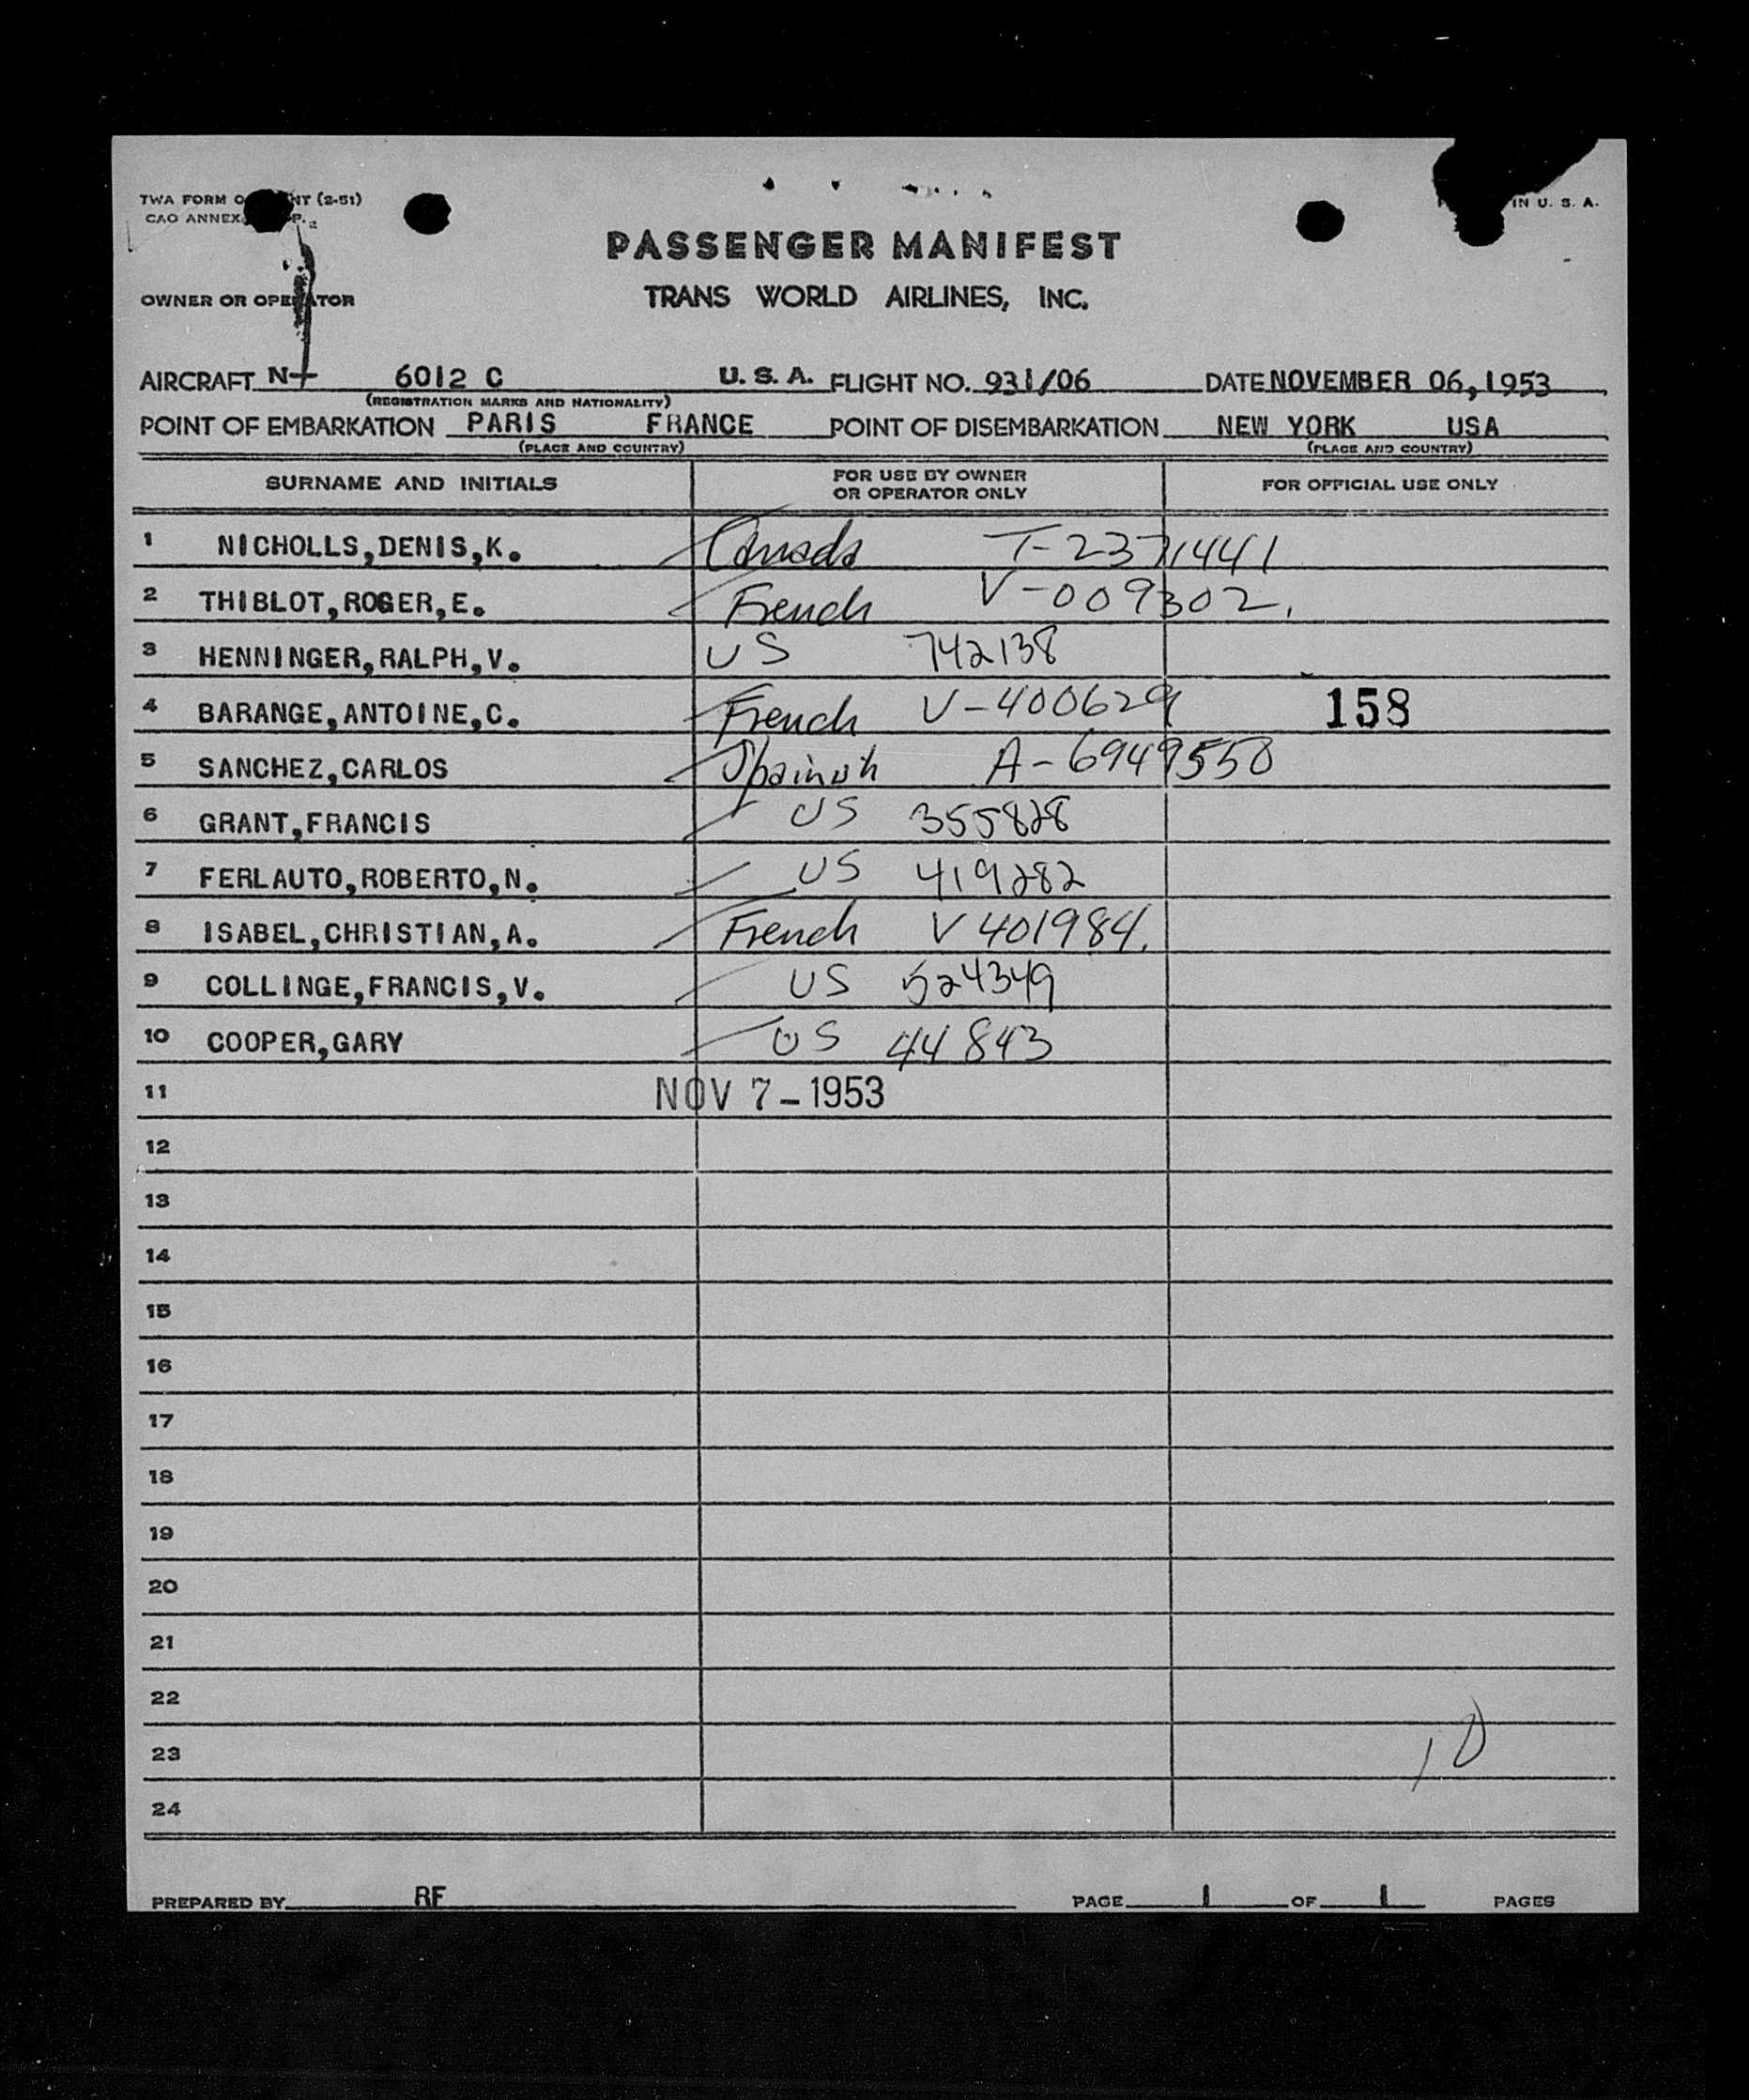 TWA FORM O NT (2-51)
CAO ANNEX P.2
IN U. S. A.
PASSENGER MANIFEST
OWNER OR OPERATOR TRANS WORLD AIRLINES, INC.
AIRCRAFT N 6012 C U. S. A. FLIGHT NO. 931/06 DATE NOVEMBER 06, 1953
(REGISTRATION MARKS AND NATIONALITY)
POINT OF EMBARKATION PARIS FRANCE POINT OF DISEMBARKATION NEW YORK USA
(PLACE AND COUNTRY) (PLACE AND COUNTRY)
SURNAME AND INITIALS FOR USE BY OWNER OR OPERATOR ONLY FOR OFFICIAL USE ONLY
1 NICHOLLS,DENIS,K. Canada T-2371441
2 THIBLOT,ROGER,E. French V-009302.
3 HENNINGER,RALPH,V. US 742138
4 BARANGE,ANTOINE,C. French V-400629 158
5 SANCHEZ,CARLOS Spainish A-6949550
6 GRANT,FRANCIS US 355828
7 FERLAUTO,ROBERTO,N. US 419282
8 ISABEL,CHRISTIAN,A. French V 401984.
9 COLLINGE,FRANCIS,V. US 524349
10 COOPER,GARY US 44843
11 NOV 7-1953
12
13
14
15
16
17
18
19
20
21
22
23 10
24
PREPARED BY RF PAGE 1 OF 1 PAGES